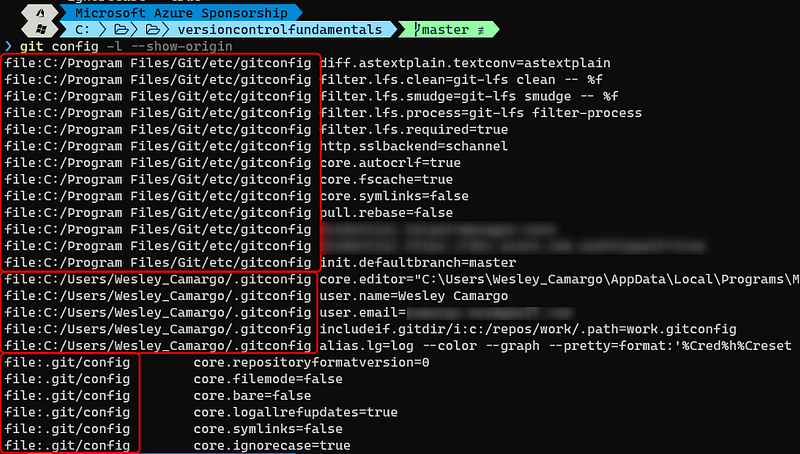 Microsoft Azure Sponsorship
C: versioncontrolfundamentals master ≢
❯ git config -l --show-origin
file:C:/Program Files/Git/etc/gitconfig diff.astextplain.textconv=astextplain
file:C:/Program Files/Git/etc/gitconfig filter.lfs.clean=git-lfs clean -- %f
file:C:/Program Files/Git/etc/gitconfig filter.lfs.smudge=git-lfs smudge -- %f
file:C:/Program Files/Git/etc/gitconfig filter.lfs.process=git-lfs filter-process
file:C:/Program Files/Git/etc/gitconfig filter.lfs.required=true
file:C:/Program Files/Git/etc/gitconfig http.sslbackend=schannel
file:C:/Program Files/Git/etc/gitconfig core.autocrlf=true
file:C:/Program Files/Git/etc/gitconfig core.fscache=true
file:C:/Program Files/Git/etc/gitconfig core.symlinks=false
file:C:/Program Files/Git/etc/gitconfig pull.rebase=false
file:C:/Program Files/Git/etc/gitconfig
file:C:/Program Files/Git/etc/gitconfig
file:C:/Program Files/Git/etc/gitconfig init.defaultbranch=master
file:C:/Users/Wesley_Camargo/.gitconfig core.editor="C:\Users\Wesley_Camargo\AppData\Local\Programs\M
file:C:/Users/Wesley_Camargo/.gitconfig user.name=Wesley Camargo
file:C:/Users/Wesley_Camargo/.gitconfig user.email=
file:C:/Users/Wesley_Camargo/.gitconfig includeif.gitdir/i:c:/repos/work/.path=work.gitconfig
file:C:/Users/Wesley_Camargo/.gitconfig alias.lg=log --color --graph --pretty=format:'%Cred%h%Creset
file:.git/config core.repositoryformatversion=0
file:.git/config core.filemode=false
file:.git/config core.bare=false
file:.git/config core.logallrefupdates=true
file:.git/config core.symlinks=false
file:.git/config core.ignorecase=true